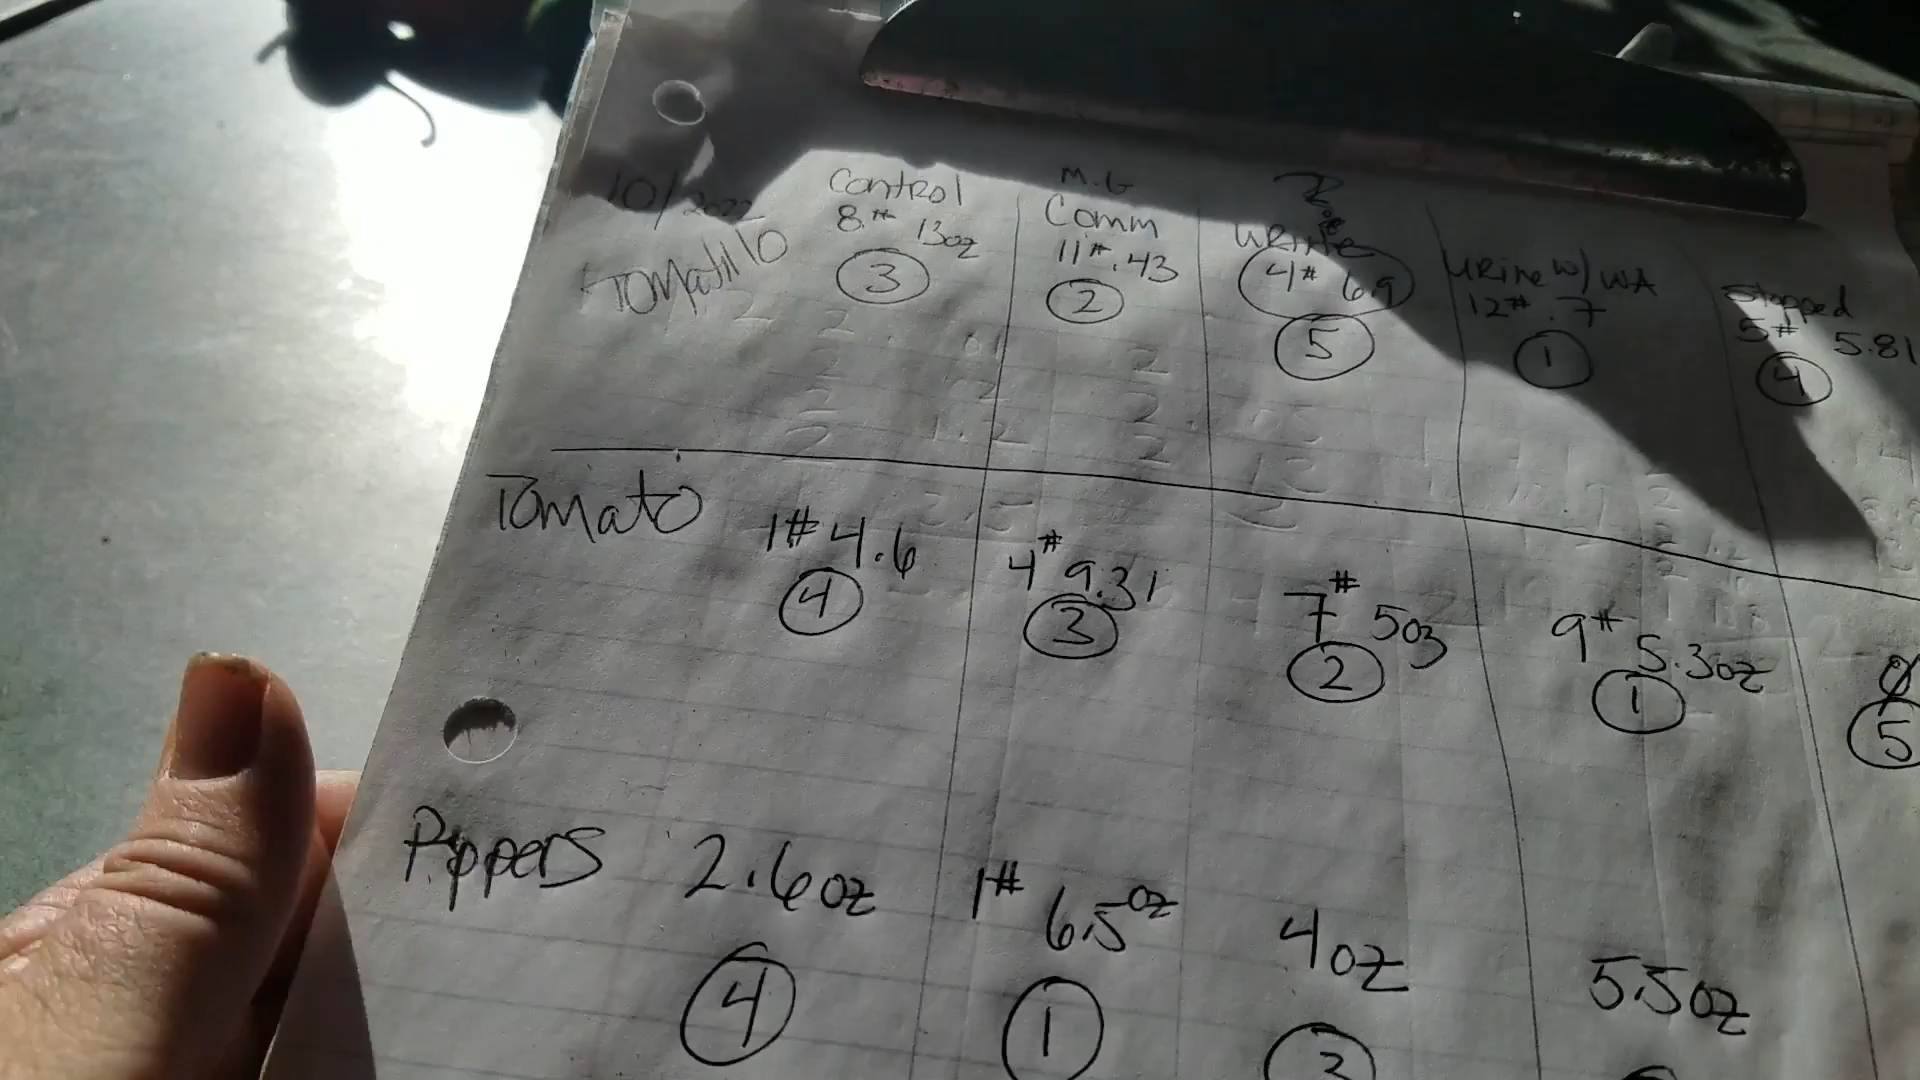 10/2022
Control
M.G
Comm
Urine
Urine w/ WA
Stopped
Tomatillo
8.# 13oz
11# .43
4# 6.9
12# .7
5# 5.81
3
2
5
1
4
Tomato
1# 4.6
4# 9.31
7# 5oz
9# 5.3oz
4
3
2
1
5
Peppers
2.6oz
1# 6.5oz
4oz
5.5oz
4
1
3